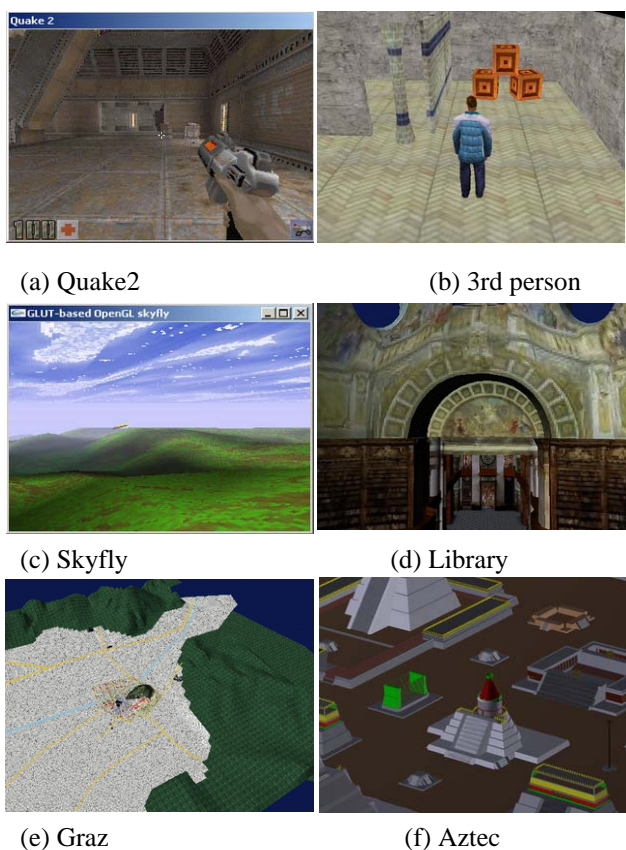 Quake 2
100
(a) Quake2
(b) 3rd person
GLUT-based OpenGL skyfly
(c) Skyfly
(d) Library
(e) Graz
(f) Aztec